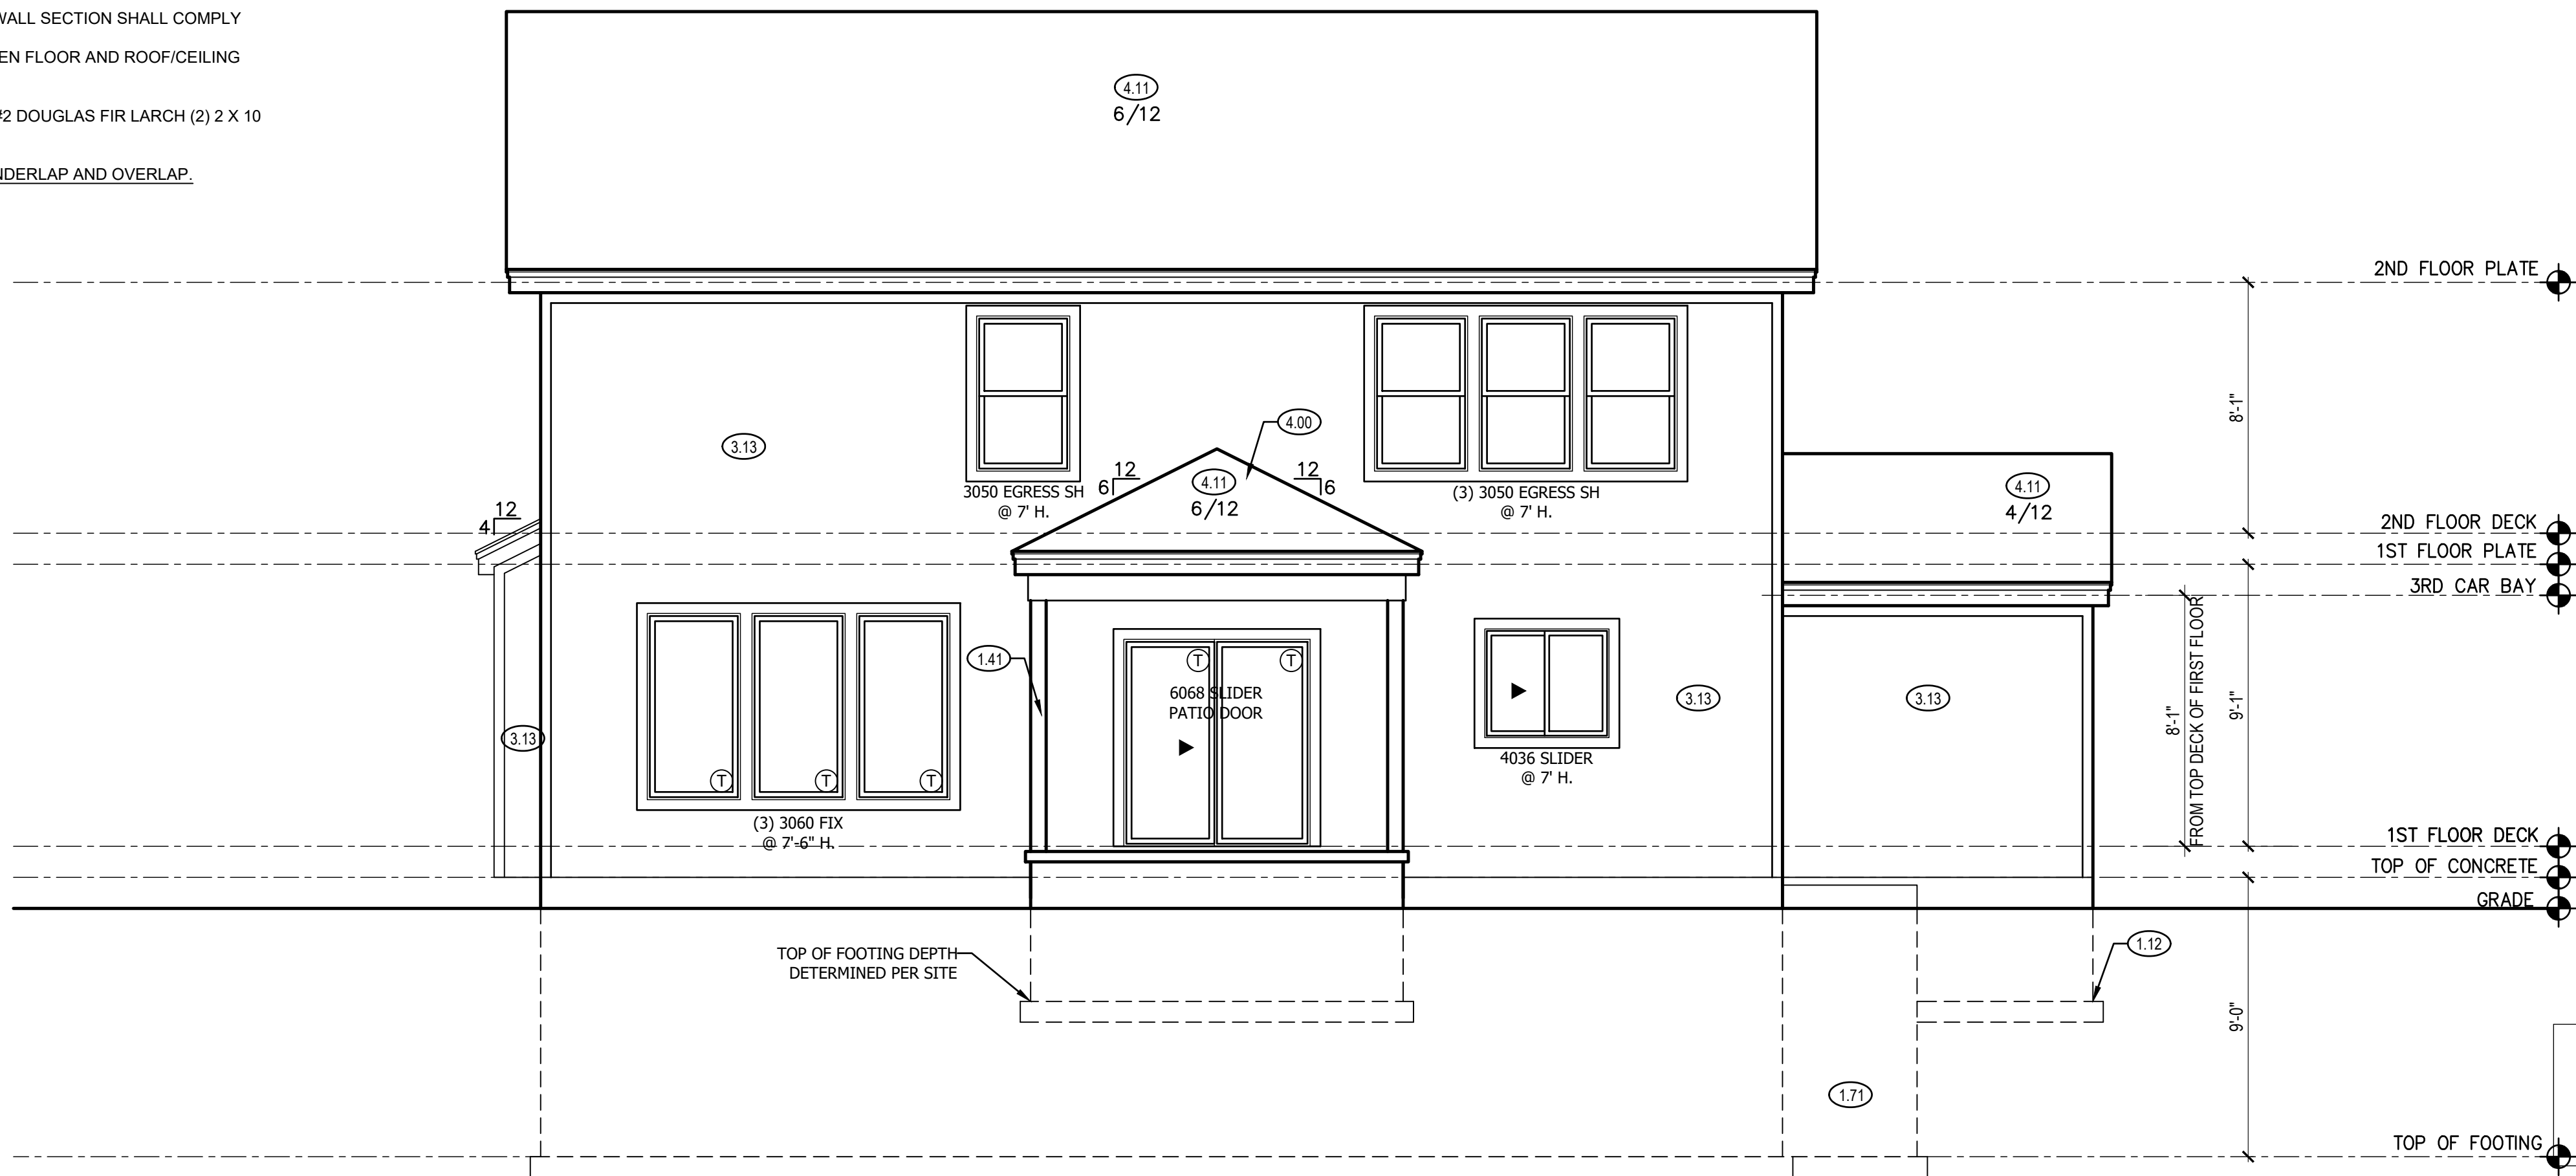 WALL SECTION SHALL COMPLY
EN FLOOR AND ROOF/CEILING
#2 DOUGLAS FIR LARCH (2) 2 X 10
NDERLAP AND OVERLAP.
4.11
6/12
2ND FLOOR PLATE
8'-1"
3.13
4.00
12
6
4.11
6/12
12
6
3050 EGRESS SH
@ 7' H.
(3) 3050 EGRESS SH
@ 7' H.
4.11
4/12
12
4
2ND FLOOR DECK
1ST FLOOR PLATE
3RD CAR BAY
1.41
T
T
6068 SLIDER
PATIO DOOR
3.13
3.13
3.13
8'-1"
FROM TOP DECK OF FIRST FLOOR
9'-1"
4036 SLIDER
@ 7' H.
T
T
T
(3) 3060 FIX
@ 7'-6" H.
1ST FLOOR DECK
TOP OF CONCRETE
GRADE
TOP OF FOOTING DEPTH
DETERMINED PER SITE
1.12
9'-0"
1.71
TOP OF FOOTING